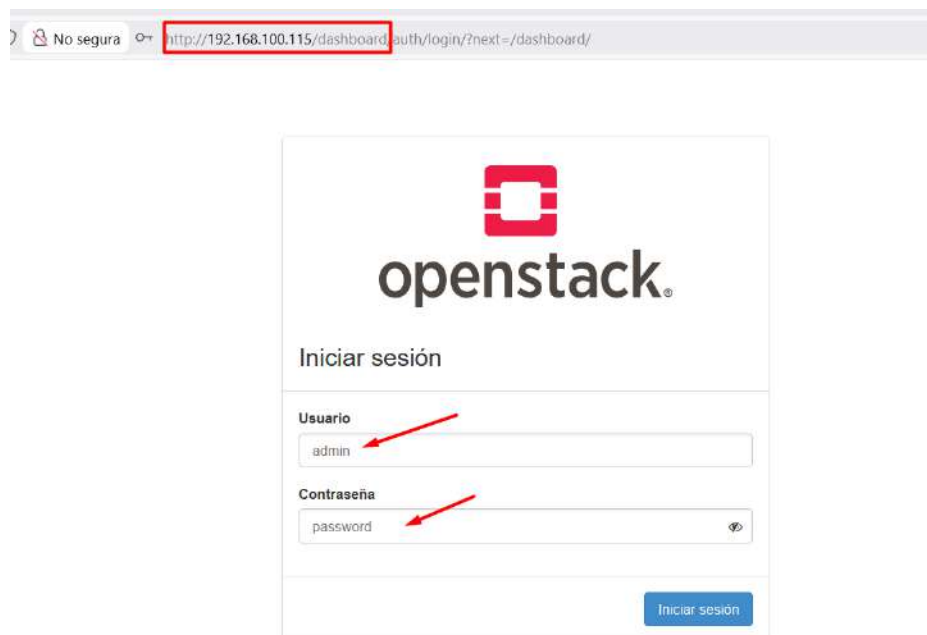 No segura http://192.168.100.115/dashboard/auth/login/?next=/dashboard/
openstack.®
Iniciar sesión
Usuario
admin
Contraseña
password
Iniciar sesión